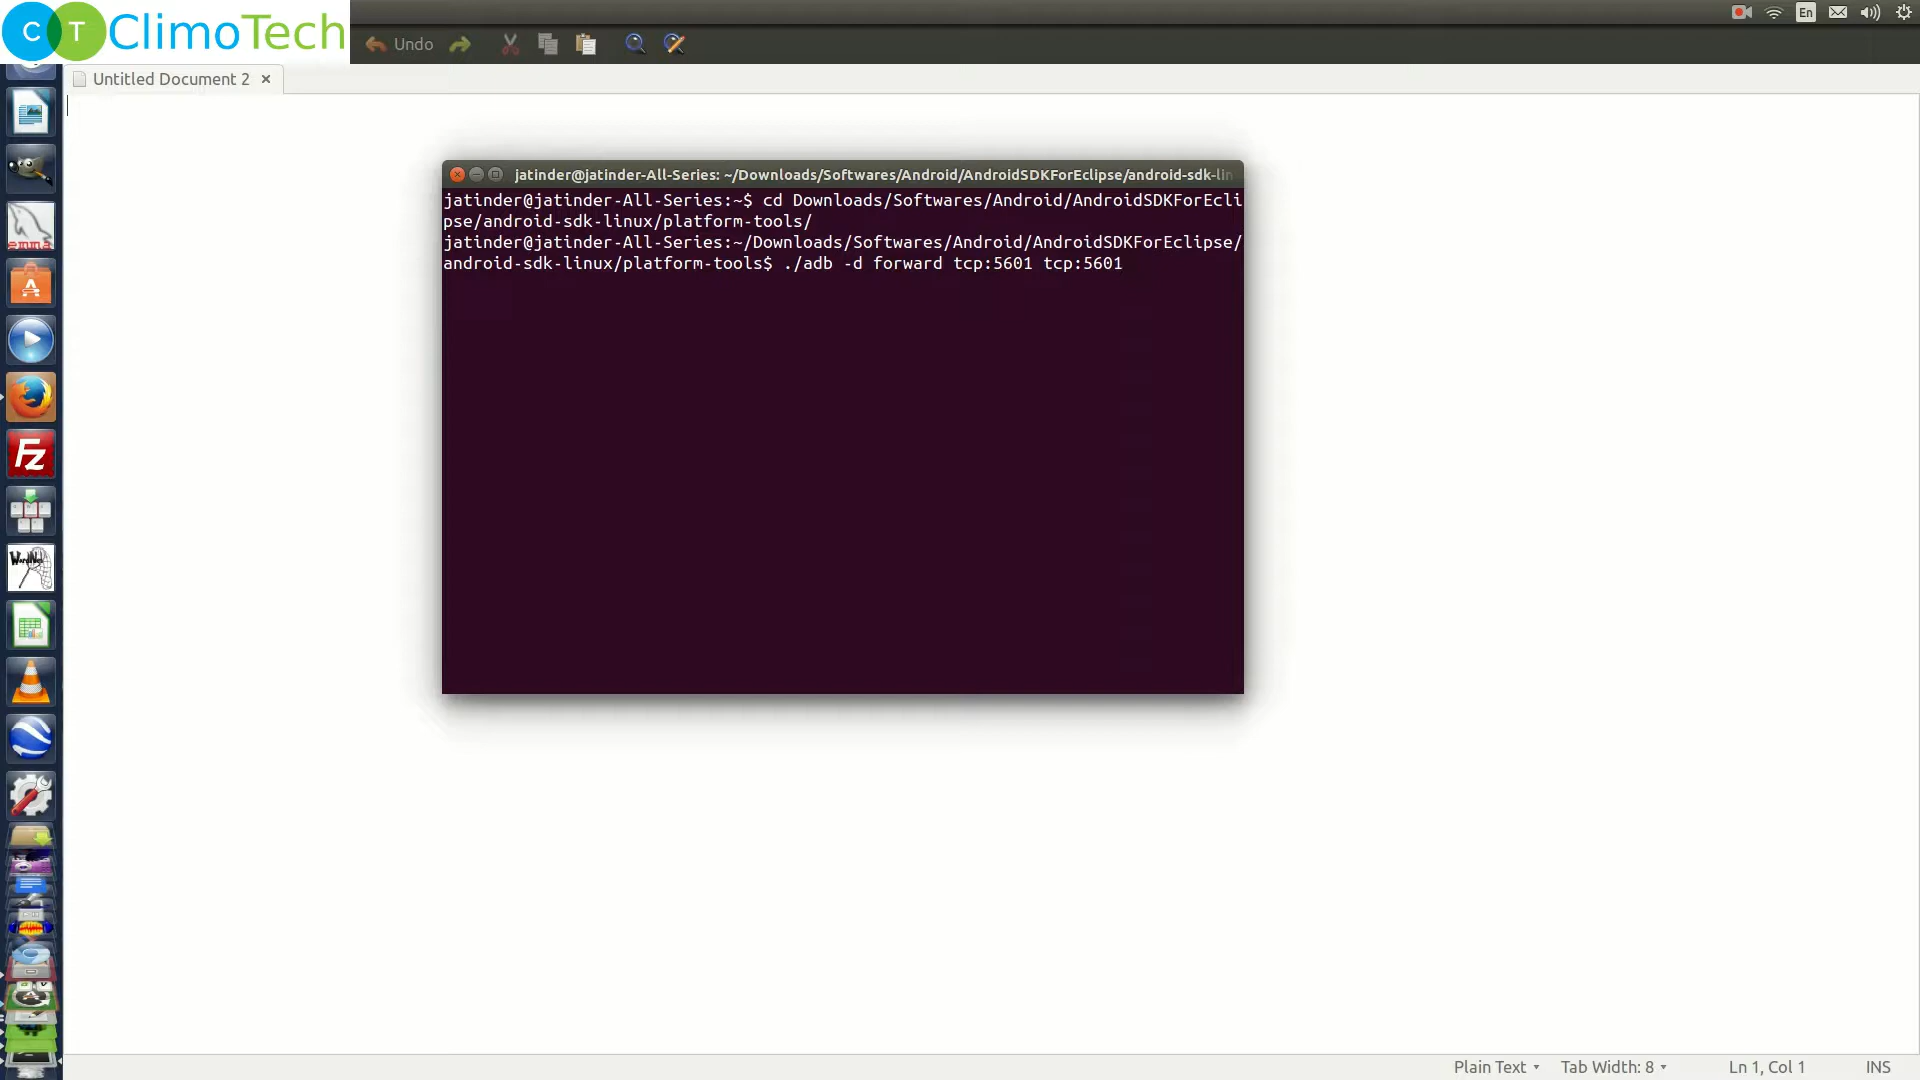 C T ClimoTech
Undo
En
Untitled Document 2
jatinder@jatinder-All-Series: ~/Downloads/Softwares/Android/AndroidSDKForEclipse/android-sdk-lin
jatinder@jatinder-All-Series:~$ cd Downloads/Softwares/Android/AndroidSDKForEcli
pse/android-sdk-linux/platform-tools/
jatinder@jatinder-All-Series:~/Downloads/Softwares/Android/AndroidSDKForEclipse/
android-sdk-linux/platform-tools$ ./adb -d forward tcp:5601 tcp:5601
emma
A
Fz
Plain Text
Tab Width: 8
Ln 1, Col 1
INS